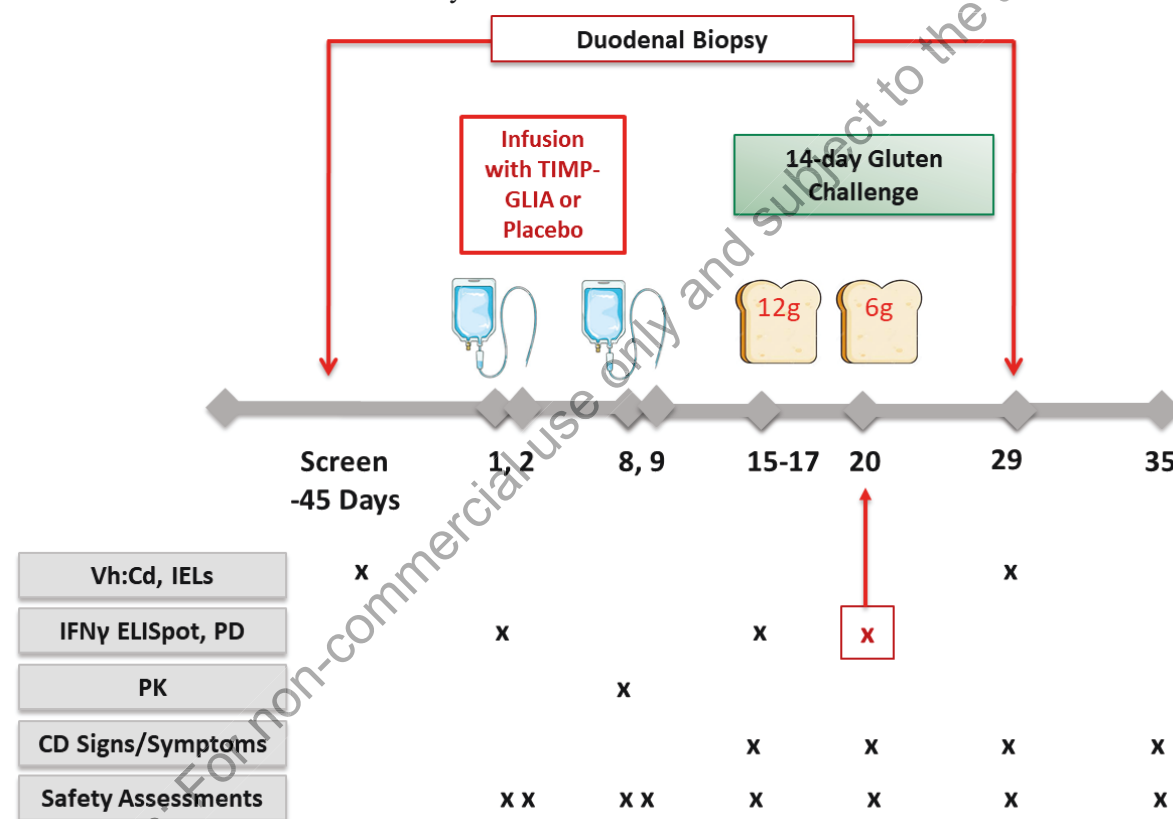 Duodenal Biopsy
Infusion
with TIMP-
GLIA or
Placebo
14-day Gluten
Challenge
12g
6g
Screen
-45 Days
1, 2
8, 9
15-17
20
29
35
Vh:Cd, IELs
x
x
IFNγ ELISpot, PD
x
x
x
PK
x
CD Signs/Symptoms
x
x
x
x
Safety Assessments
x x
x x
x
x
x
x
For non-commercial use only and subject to the